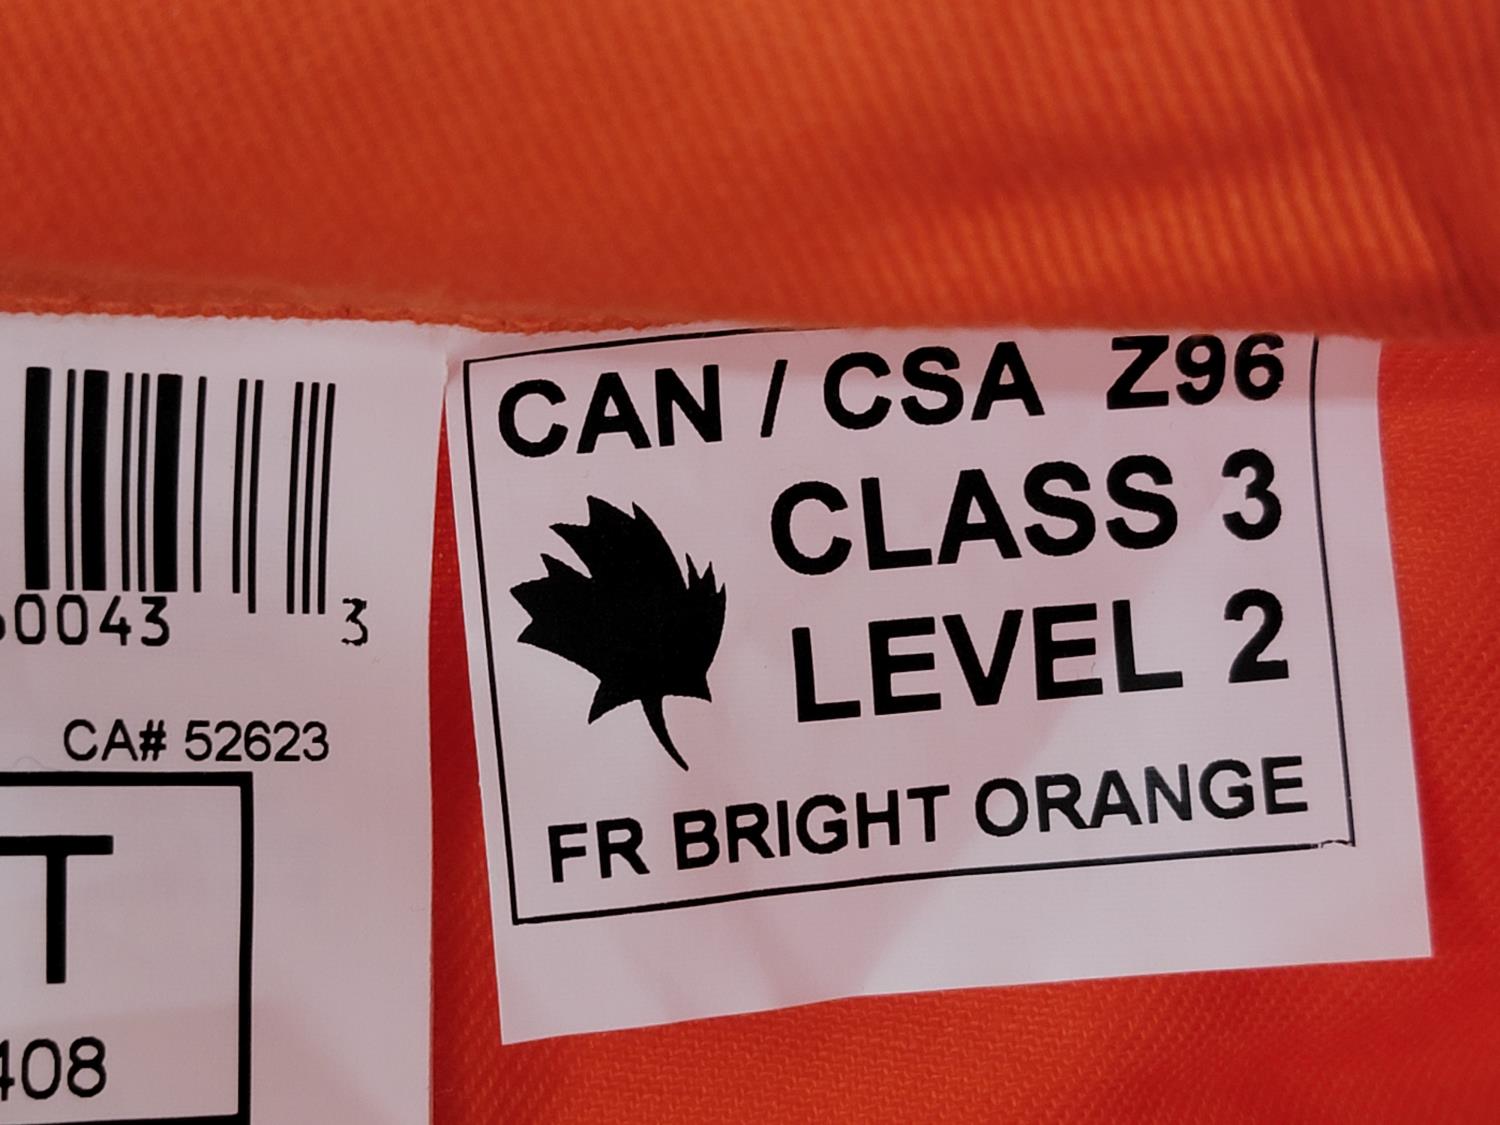 CAN / CSA Z96
CLASS 3
LEVEL 2
FR BRIGHT ORANGE
0043 3
CA# 52623
T
408